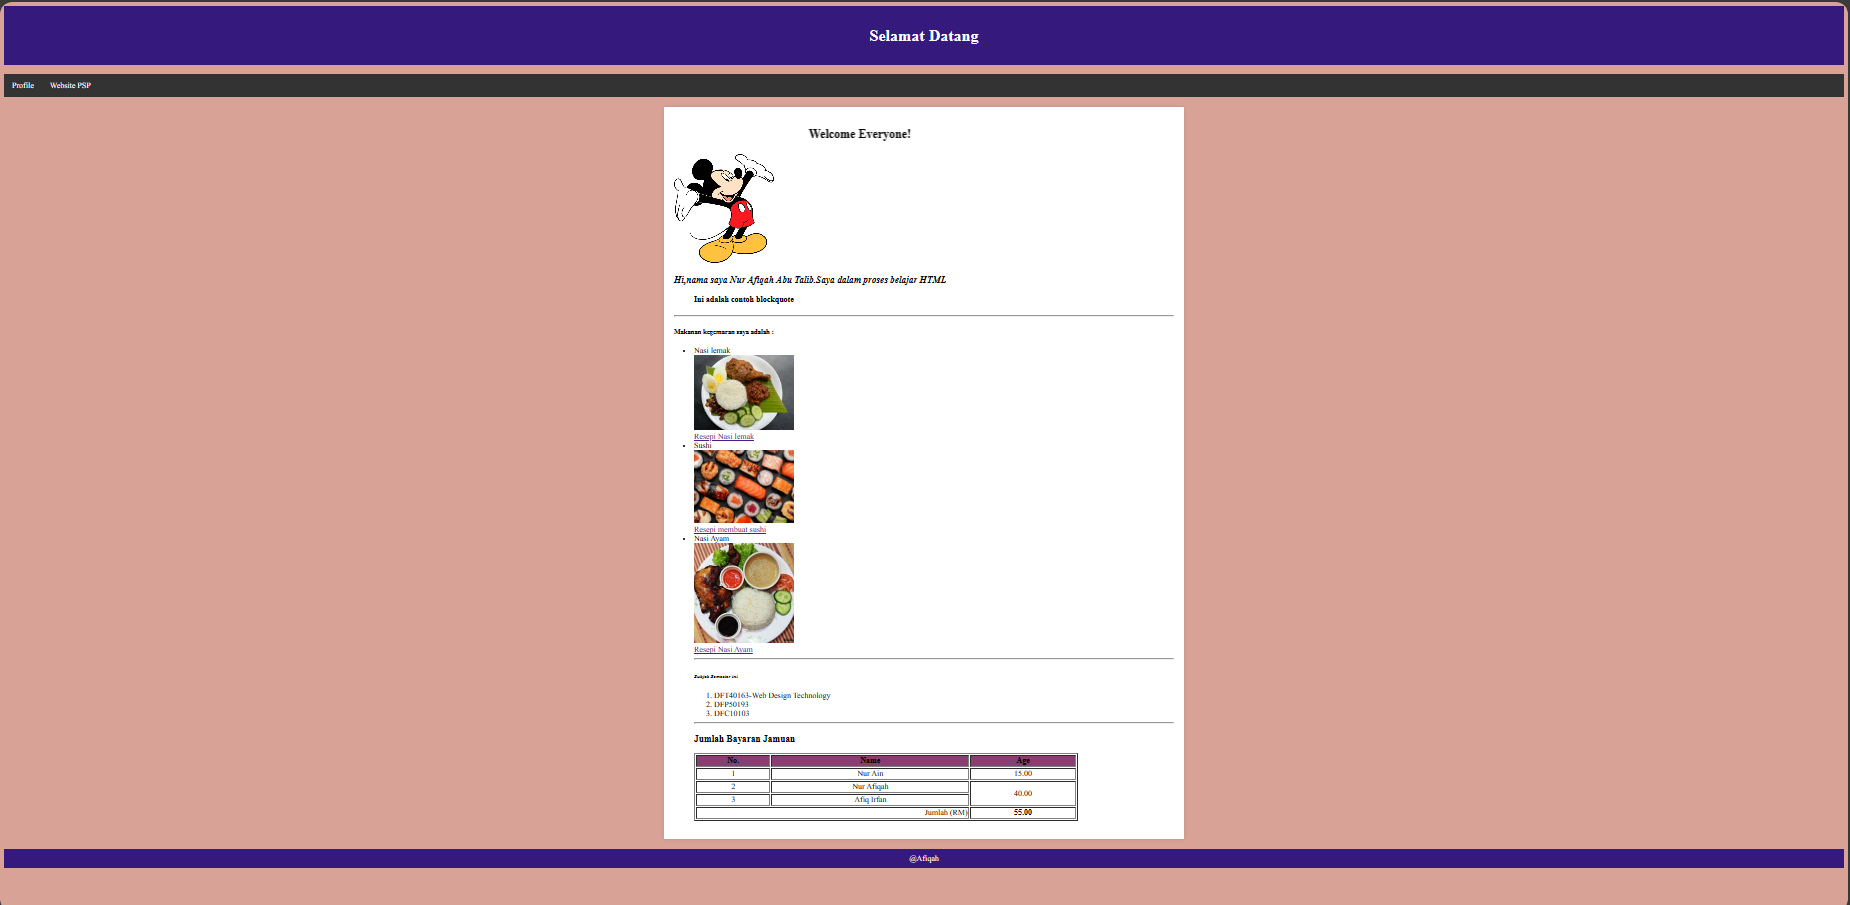 Selamat Datang
Profile Website PSP
Welcome Everyone!
Hi,nama saya Nur Afiqah Abu Talib.Saya dalam proses belajar HTML
Ini adalah contoh blockquote
Makanan kegemaran saya adalah :
Nasi lemak
Resepi Nasi lemak
Sushi
Resepi membuat sushi
Nasi Ayam
Resepi Nasi Ayam
Subjek Semester ini
1. DFT40163-Web Design Technology
2. DFP50193
3. DFC10103
Jumlah Bayaran Jamuan
No. Name Age
1 Nur Ain 15.00
2 Nur Afiqah 40.00
3 Afiq Irfan
Jumlah (RM) 55.00
@Afiqah